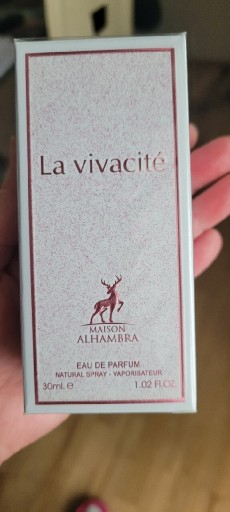 La vivacité
MAISON
ALHAMBRA
EAU DE PARFUM
NATURAL SPRAY - VAPORISATEUR
30ml. e 1.02 Fl.OZ.